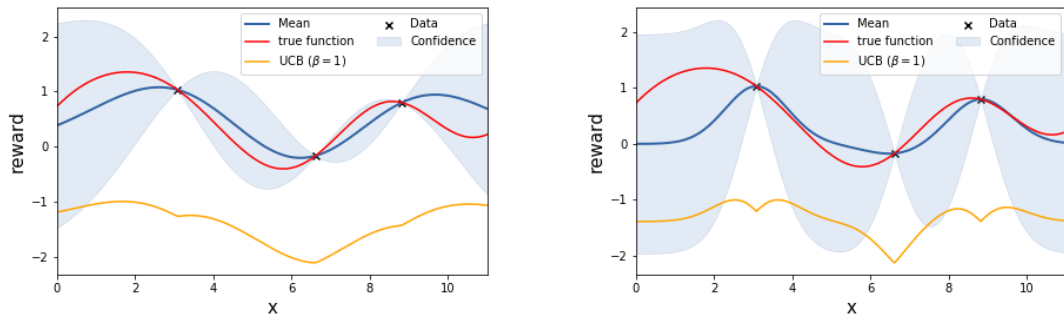 Mean
true function
UCB (β = 1)
Data
Confidence
2
1
0
−1
−2
reward
0
2
4
6
8
10
x
Mean
true function
UCB (β = 1)
Data
Confidence
2
1
0
−1
−2
reward
0
2
4
6
8
10
x